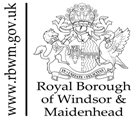 www.rbwm.gov.uk
Royal Borough
of Windsor &
Maidenhead